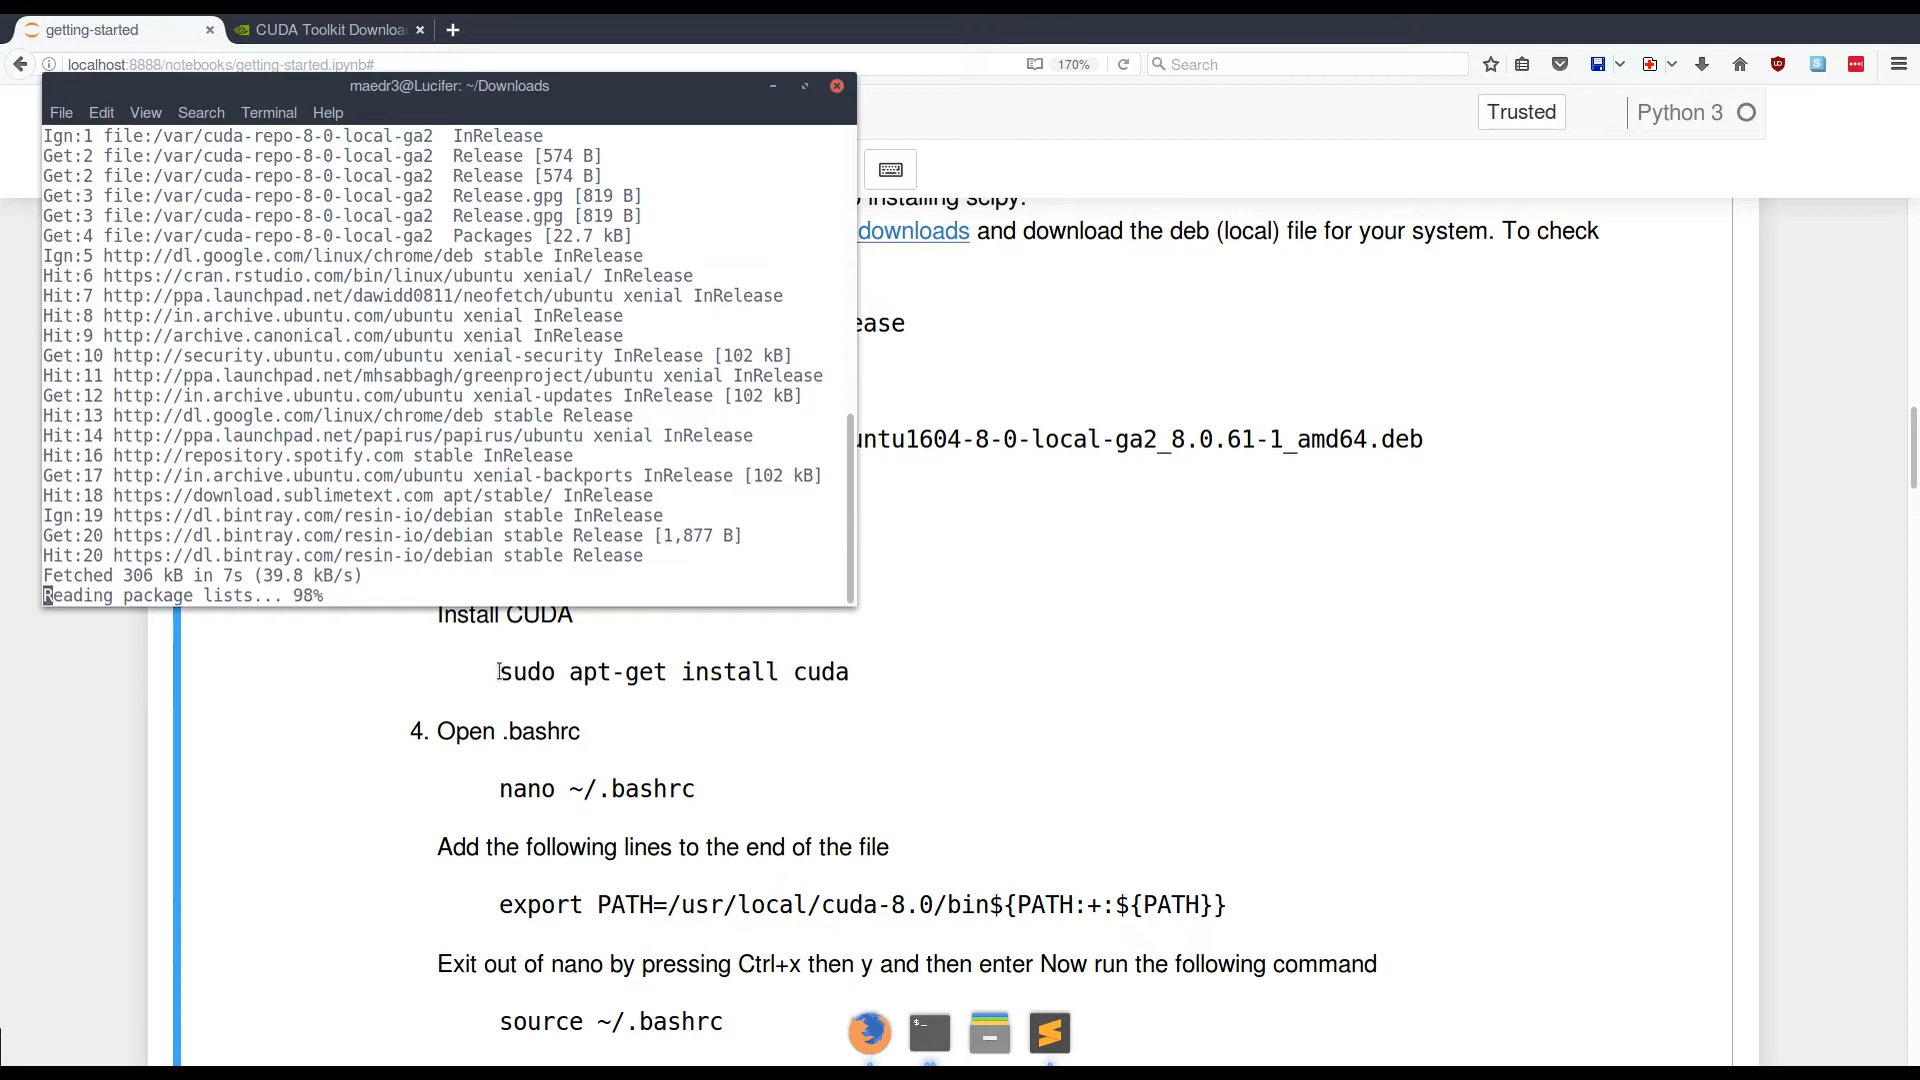 getting-started
CUDA Toolkit Downloa
localhost:8888/notebooks/getting-started.ipynb#
170%
Search
maedr3@Lucifer: ~/Downloads
File Edit View Search Terminal Help
Trusted
Python 3
Ign:1 file:/var/cuda-repo-8-0-local-ga2  InRelease
Get:2 file:/var/cuda-repo-8-0-local-ga2  Release [574 B]
Get:2 file:/var/cuda-repo-8-0-local-ga2  Release [574 B]
Get:3 file:/var/cuda-repo-8-0-local-ga2  Release.gpg [819 B]
Get:3 file:/var/cuda-repo-8-0-local-ga2  Release.gpg [819 B]
Get:4 file:/var/cuda-repo-8-0-local-ga2  Packages [22.7 kB]
Ign:5 http://dl.google.com/linux/chrome/deb stable InRelease
Hit:6 https://cran.rstudio.com/bin/linux/ubuntu xenial/ InRelease
Hit:7 http://ppa.launchpad.net/dawidd0811/neofetch/ubuntu xenial InRelease
Hit:8 http://in.archive.ubuntu.com/ubuntu xenial InRelease
Hit:9 http://archive.canonical.com/ubuntu xenial InRelease
Get:10 http://security.ubuntu.com/ubuntu xenial-security InRelease [102 kB]
Hit:11 http://ppa.launchpad.net/mhsabbagh/greenproject/ubuntu xenial InRelease
Get:12 http://in.archive.ubuntu.com/ubuntu xenial-updates InRelease [102 kB]
Hit:13 http://dl.google.com/linux/chrome/deb stable Release
Hit:14 http://ppa.launchpad.net/papirus/papirus/ubuntu xenial InRelease
Hit:16 http://repository.spotify.com stable InRelease
Get:17 http://in.archive.ubuntu.com/ubuntu xenial-backports InRelease [102 kB]
Hit:18 https://download.sublimetext.com apt/stable/ InRelease
Ign:19 https://dl.bintray.com/resin-io/debian stable InRelease
Get:20 https://dl.bintray.com/resin-io/debian stable Release [1,877 B]
Hit:20 https://dl.bintray.com/resin-io/debian stable Release
Fetched 306 kB in 7s (39.8 kB/s)
Reading package lists... 98%
installing scipy.
downloads and download the deb (local) file for your system. To check
ease
untu1604-8-0-local-ga2_8.0.61-1_amd64.deb
Install CUDA
sudo apt-get install cuda
4. Open .bashrc
nano ~/.bashrc
Add the following lines to the end of the file
export PATH=/usr/local/cuda-8.0/bin${PATH:+:${PATH}}
Exit out of nano by pressing Ctrl+x then y and then enter Now run the following command
source ~/.bashrc